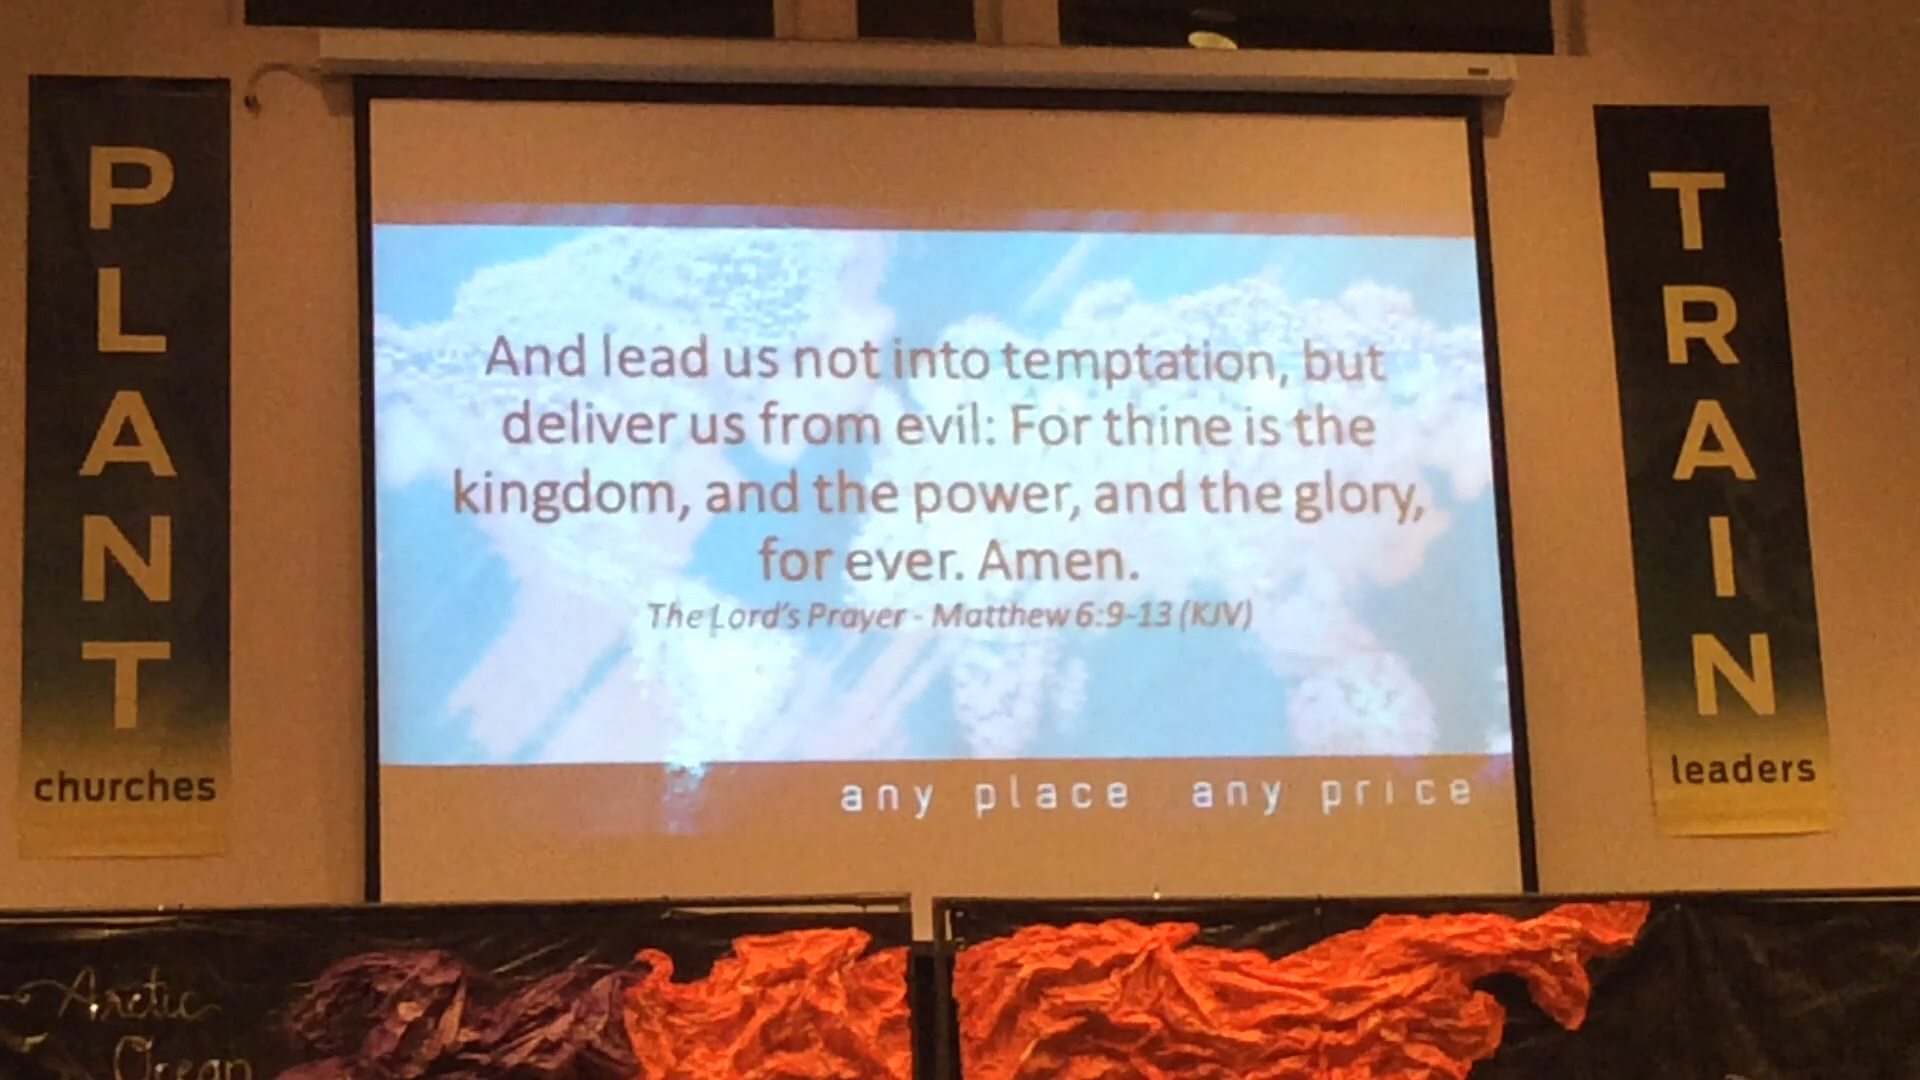 PLANT
churches
And lead us not into temptation, but
deliver us from evil: For thine is the
kingdom, and the power, and the glory,
for ever. Amen.
The Lord's Prayer - Matthew 6:9-13 (KJV)
any place any price
TRAIN
leaders
Arctic
Ocean